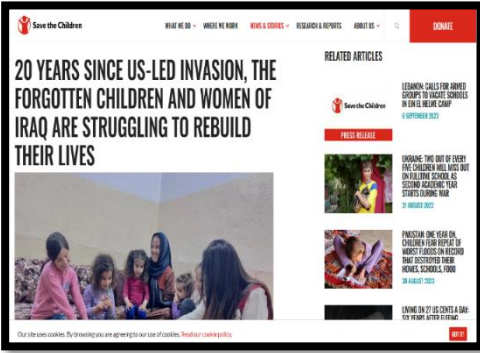 Save the Children
WHAT WE DO
WHERE WE WORK
NEWS & STORIES
RESEARCH & REPORTS
ABOUT US
DONATE
20 YEARS SINCE US-LED INVASION, THE
FORGOTTEN CHILDREN AND WOMEN OF
IRAQ ARE STRUGGLING TO REBUILD
THEIR LIVES
RELATED ARTICLES
Save the Children
PRESS RELEASE
LEBANON: CALLS FOR ARMED
GROUPS TO VACATE SCHOOLS
IN EIN EL HELWE CAMP
6 SEPTEMBER 2023
UKRAINE: TWO OUT OF EVERY
FIVE CHILDREN WILL MISS OUT
ON FULLTIME SCHOOL AS
SECOND ACADEMIC YEAR
STARTS DURING WAR
31 AUGUST 2023
PAKISTAN: ONE YEAR ON,
CHILDREN FEAR REPEAT OF
WORST FLOODS ON RECORD
THAT DESTROYED THEIR
HOMES, SCHOOLS, FOOD
30 AUGUST 2023
LIVING ON 27 US CENTS A DAY:
SIX YEARS AFTER FLEEING
Our site uses cookies. By browsing you are agreeing to our use of cookies. Read our cookie policy.
GOT IT!